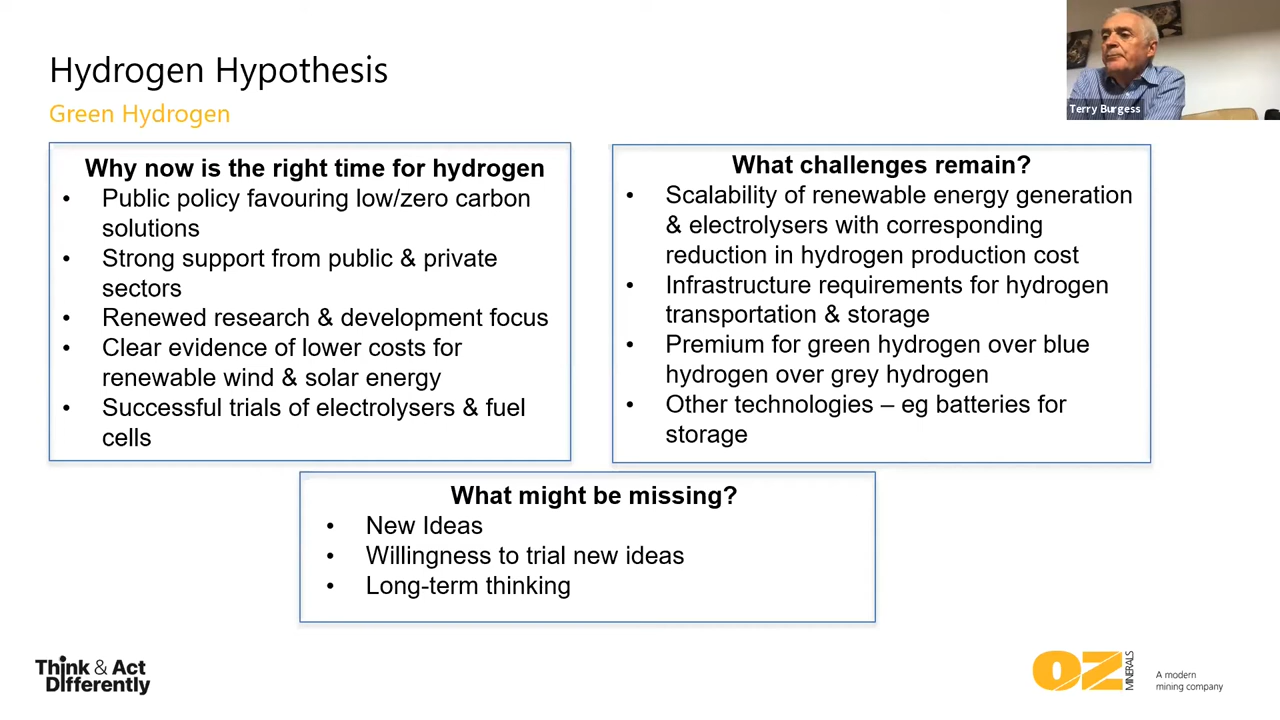 Hydrogen Hypothesis
Green Hydrogen
Terry Burgess
Why now is the right time for hydrogen
• Public policy favouring low/zero carbon
solutions
• Strong support from public & private
sectors
• Renewed research & development focus
• Clear evidence of lower costs for
renewable wind & solar energy
• Successful trials of electrolysers & fuel
cells
What challenges remain?
• Scalability of renewable energy generation
& electrolysers with corresponding
reduction in hydrogen production cost
• Infrastructure requirements for hydrogen
transportation & storage
• Premium for green hydrogen over blue
hydrogen over grey hydrogen
• Other technologies – eg batteries for
storage
What might be missing?
• New Ideas
• Willingness to trial new ideas
• Long-term thinking
Think & Act
Differently
OZ
MINERALS
A modern
mining company